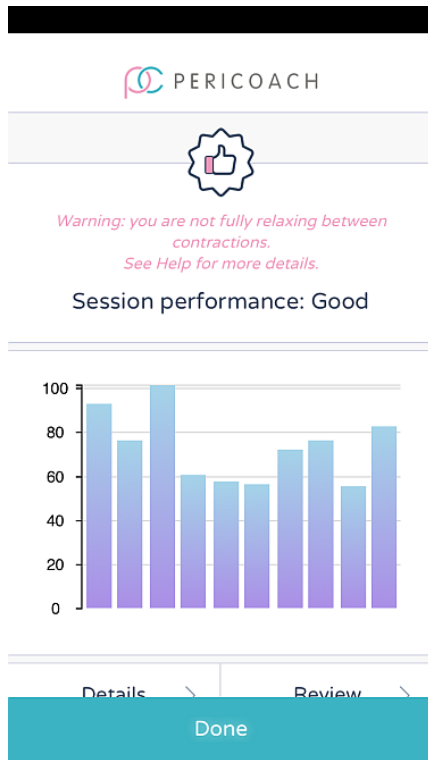 PERICOACH
Warning: you are not fully relaxing between
contractions.
See Help for more details.
Session performance: Good
100
80
60
40
20
0
Details
Review
Done